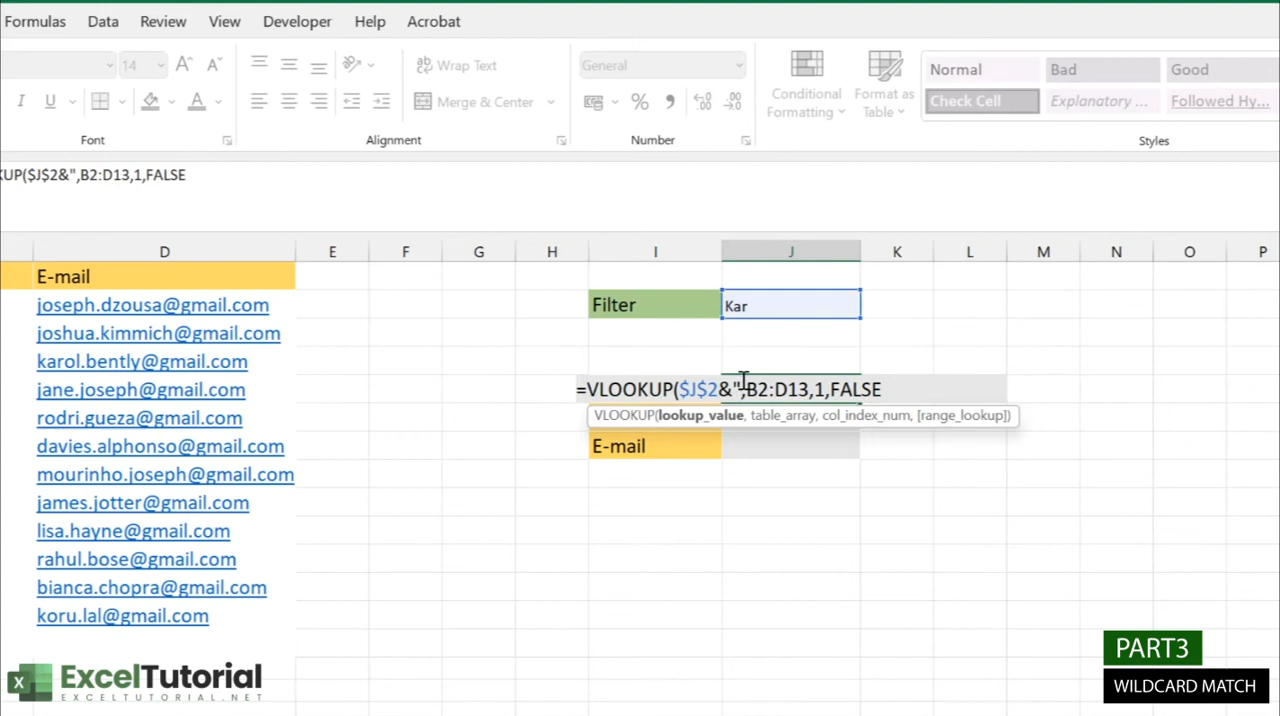 Formulas Data Review View Developer Help Acrobat
14 A A Wrap Text General Normal Bad Good
I U A Merge & Center % Conditional Formatting Format as Table Check Cell Explanatory ... Followed Hy...
Font Alignment Number Styles
KUP($J$2&",B2:D13,1,FALSE
D E F G H I J K L M N O P
E-mail
joseph.dzousa@gmail.com Filter Kar
joshua.kimmich@gmail.com
karol.bently@gmail.com
jane.joseph@gmail.com =VLOOKUP($J$2&",B2:D13,1,FALSE
rodri.gueza@gmail.com VLOOKUP(lookup_value, table_array, col_index_num, [range_lookup])
davies.alphonso@gmail.com E-mail
mourinho.joseph@gmail.com
james.jotter@gmail.com
lisa.hayne@gmail.com
rahul.bose@gmail.com
bianca.chopra@gmail.com
koru.lal@gmail.com
PART3
X ExcelTutorial
EXCELTUTORIAL.NET
WILDCARD MATCH